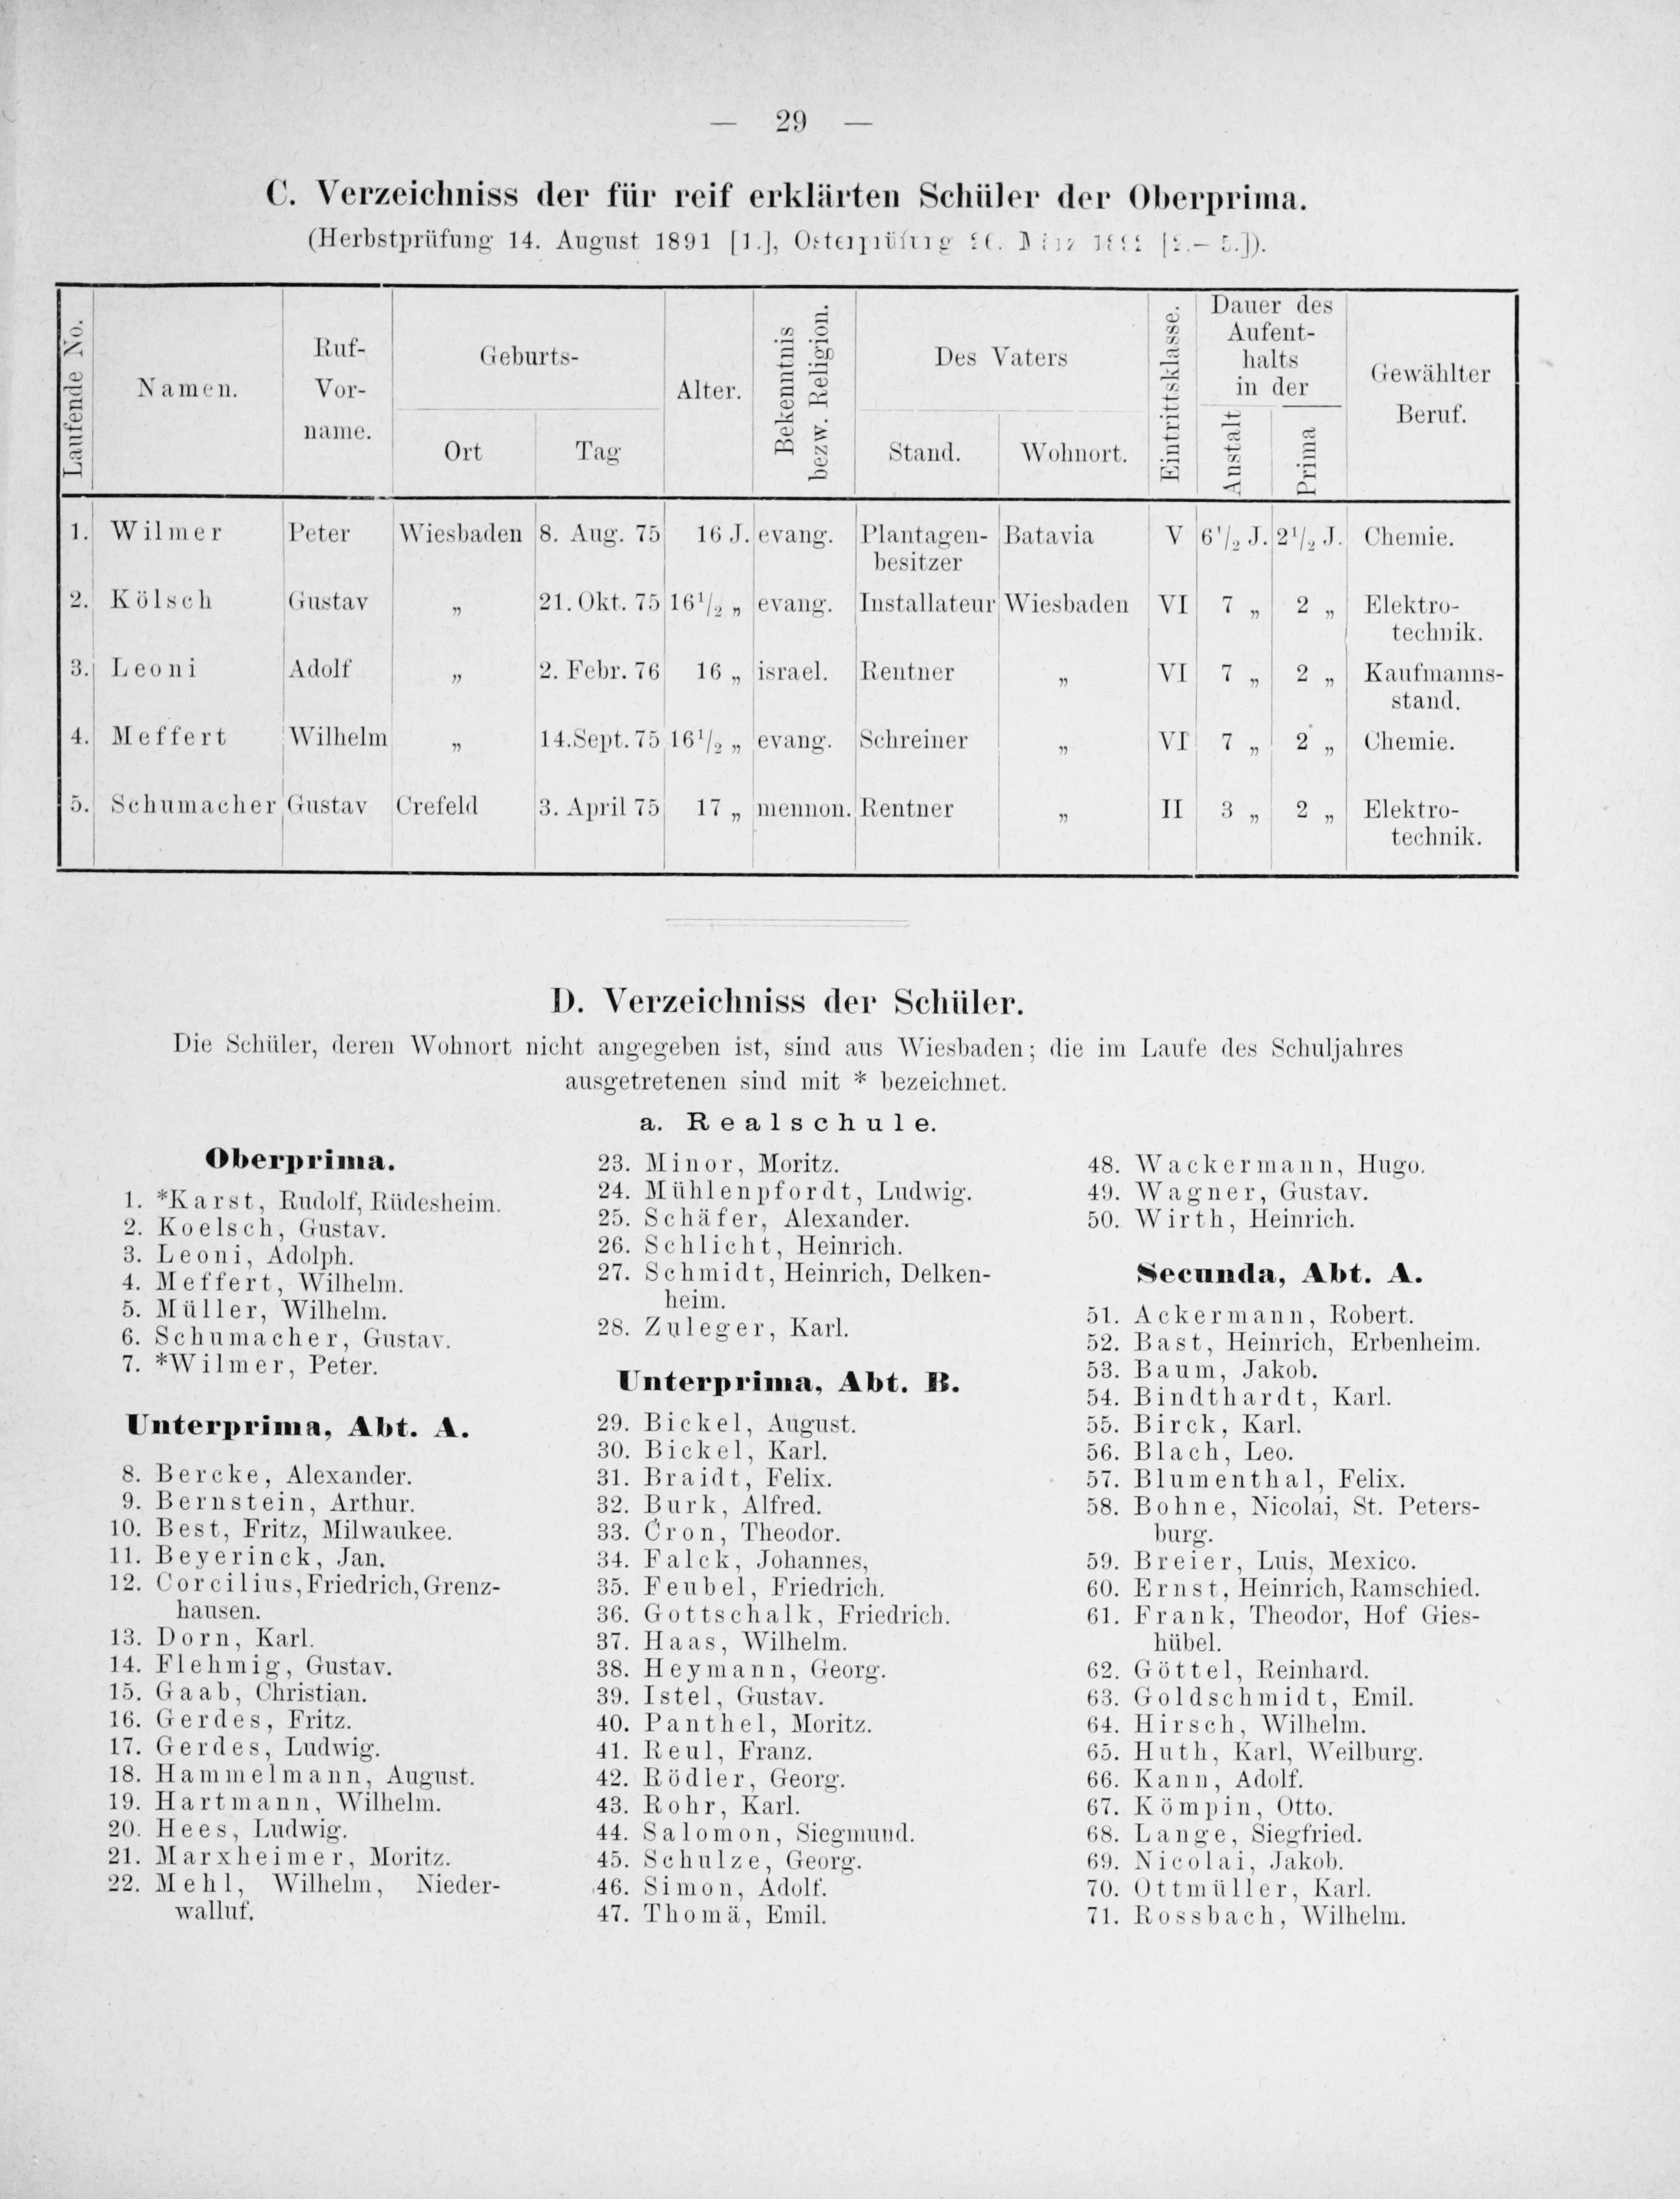 — 29 —
C. Verzeichniss der für reif erklärten Schüler der Oberprima.
(Herbstprüfung 14. August 1891 [1.], Osterprüfung 26. März 1892 [2.— 5.]).
Laufende No. Namen. Ruf-Vor-name. Geburts- Ort Tag Alter. Bekenntnis bezw. Religion. Des Vaters Stand. Wohnort. Eintrittsklasse. Dauer des Aufent-halts in der Anstalt Prima Gewählter Beruf.
1. Wilmer Peter Wiesbaden 8. Aug. 75 16 J. evang. Plantagen- Batavia V 6 1/2 J. 2 1/2 J. Chemie.
besitzer
2. Kölsch Gustav „ 21. Okt. 75 16 1/2 „ evang. Installateur Wiesbaden VI 7 „ 2 „ Elektro-
technik.
3. Leoni Adolf „ 2. Febr. 76 16 „ israel. Rentner „ VI 7 „ 2 „ Kaufmanns-
stand.
4. Meffert Wilhelm „ 14. Sept. 75 16 1/2 „ evang. Schreiner „ VI 7 „ 2 „ Chemie.
5. Schumacher Gustav Crefeld 3. April 75 17 „ mennon. Rentner „ II 3 „ 2 „ Elektro-
technik.
D. Verzeichniss der Schüler.
Die Schüler, deren Wohnort nicht angegeben ist, sind aus Wiesbaden; die im Laufe des Schuljahres
ausgetretenen sind mit * bezeichnet.
a. Realschule.
Oberprima.
1. *Karst, Rudolf, Rüdesheim.
2. Koelsch, Gustav.
3. Leoni, Adolph.
4. Meffert, Wilhelm.
5. Müller, Wilhelm.
6. Schumacher, Gustav.
7. *Wilmer, Peter.
Unterprima, Abt. A.
8. Bercke, Alexander.
9. Bernstein, Arthur.
10. Best, Fritz, Milwaukee.
11. Beyerinck, Jan.
12. Corcilius, Friedrich, Grenz-
hausen.
13. Dorn, Karl.
14. Flehmig, Gustav.
15. Gaab, Christian.
16. Gerdes, Fritz.
17. Gerdes, Ludwig.
18. Hammelmann, August.
19. Hartmann, Wilhelm.
20. Hees, Ludwig.
21. Marxheimer, Moritz.
22. Mehl, Wilhelm, Nieder-
walluf.
23. Minor, Moritz.
24. Mühlenpfordt, Ludwig.
25. Schäfer, Alexander.
26. Schlicht, Heinrich.
27. Schmidt, Heinrich, Delken-
heim.
28. Zuleger, Karl.
Unterprima, Abt. B.
29. Bickel, August.
30. Bickel, Karl.
31. Braidt, Felix.
32. Burk, Alfred.
33. Cron, Theodor.
34. Falck, Johannes,
35. Feubel, Friedrich.
36. Gottschalk, Friedrich.
37. Haas, Wilhelm.
38. Heymann, Georg.
39. Istel, Gustav.
40. Panthel, Moritz.
41. Reul, Franz.
42. Rödler, Georg.
43. Rohr, Karl.
44. Salomon, Siegmund.
45. Schulze, Georg.
46. Simon, Adolf.
47. Thomä, Emil.
48. Wackermann, Hugo.
49. Wagner, Gustav.
50. Wirth, Heinrich.
Secunda, Abt. A.
51. Ackermann, Robert.
52. Bast, Heinrich, Erbenheim.
53. Baum, Jakob.
54. Bindthardt, Karl.
55. Birck, Karl.
56. Blach, Leo.
57. Blumenthal, Felix.
58. Bohne, Nicolai, St. Peters-
burg.
59. Breier, Luis, Mexico.
60. Ernst, Heinrich, Ramschied.
61. Frank, Theodor, Hof Gies-
hübel.
62. Göttel, Reinhard.
63. Goldschmidt, Emil.
64. Hirsch, Wilhelm.
65. Huth, Karl, Weilburg.
66. Kann, Adolf.
67. Kömpin, Otto.
68. Lange, Siegfried.
69. Nicolai, Jakob.
70. Ottmüller, Karl.
71. Rossbach, Wilhelm.